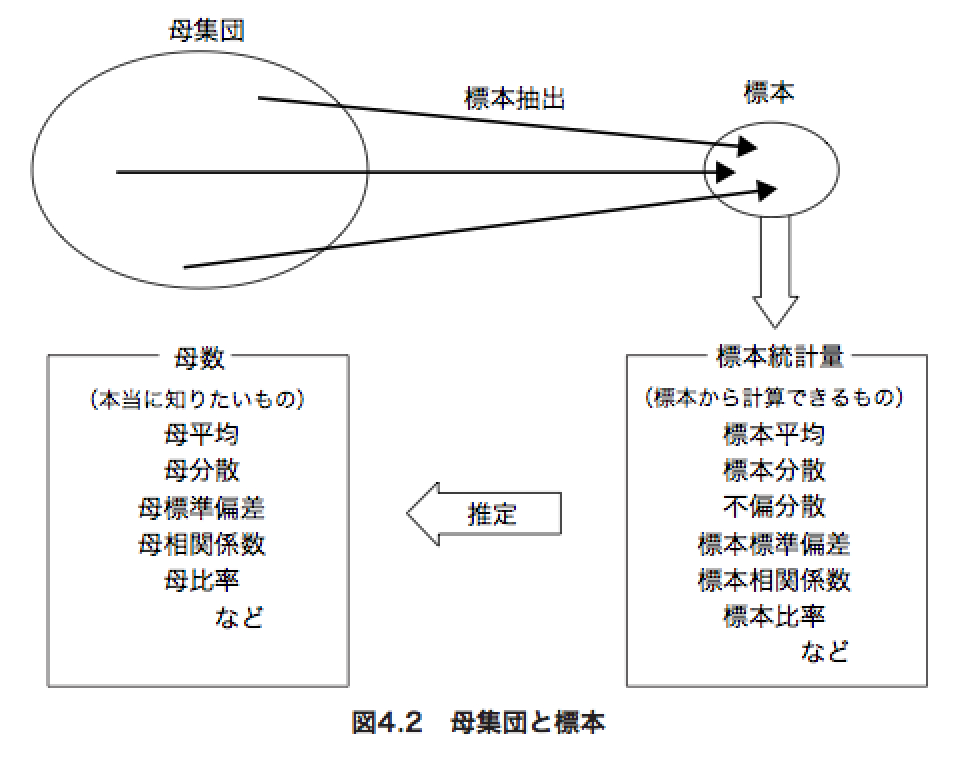 母集団
標本抽出
標本
母数
（本当に知りたいもの）
母平均
母分散
母標準偏差
母相関係数
母比率
など
推定
標本統計量
（標本から計算できるもの）
標本平均
標本分散
不偏分散
標本標準偏差
標本相関係数
標本比率
など
図4.2　母集団と標本